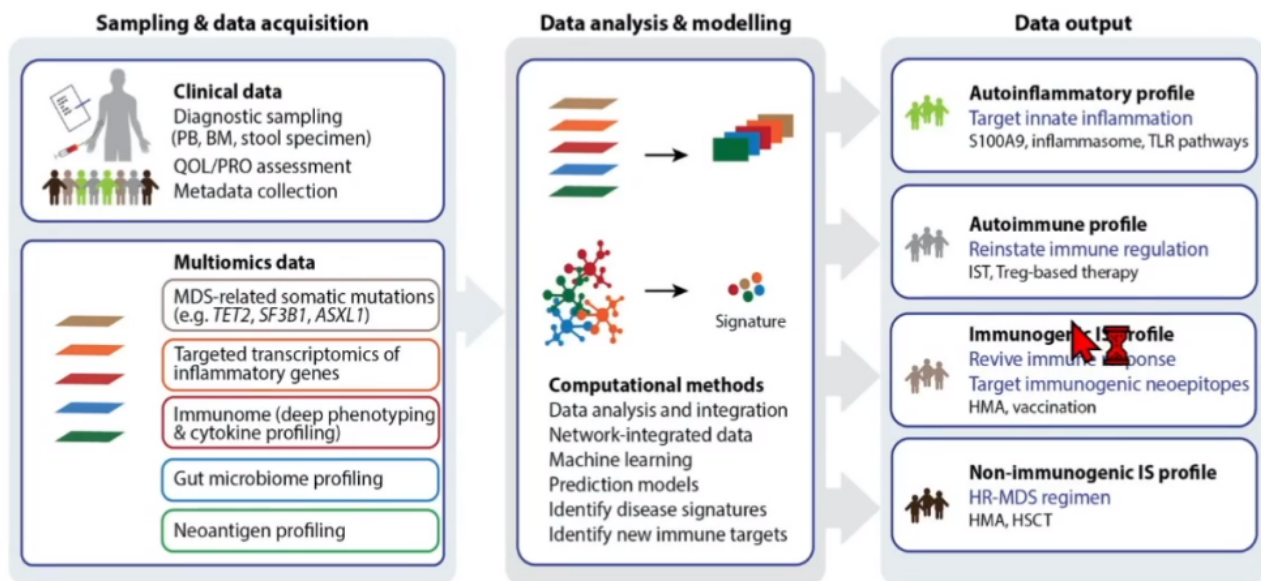 Sampling & data acquisition
Clinical data
Diagnostic sampling
(PB, BM, stool specimen)
QOL/PRO assessment
Metadata collection
Multiomics data
MDS-related somatic mutations
(e.g. TET2, SF3B1, ASXL1)
Targeted transcriptomics of
inflammatory genes
Immunome (deep phenotyping
& cytokine profiling)
Gut microbiome profiling
Neoantigen profiling
Data analysis & modelling
Signature
Computational methods
Data analysis and integration
Network-integrated data
Machine learning
Prediction models
Identify disease signatures
Identify new immune targets
Data output
Autoinflammatory profile
Target innate inflammation
S100A9, inflammasome, TLR pathways
Autoimmune profile
Reinstate immune regulation
IST, Treg-based therapy
Immunogenic IS profile
Revive immune response
Target immunogenic neoepitopes
HMA, vaccination
Non-immunogenic IS profile
HR-MDS regimen
HMA, HSCT